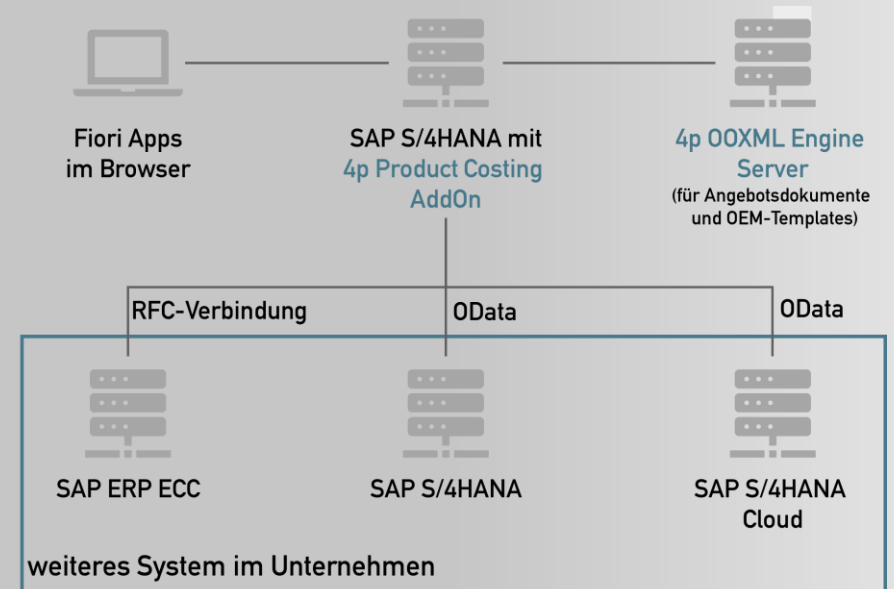 Fiori Apps
im Browser
SAP S/4HANA mit
4p Product Costing
AddOn
4p OOXML Engine
Server
(für Angebotsdokumente
und OEM-Templates)
RFC-Verbindung
OData
OData
SAP ERP ECC
SAP S/4HANA
SAP S/4HANA
Cloud
weiteres System im Unternehmen